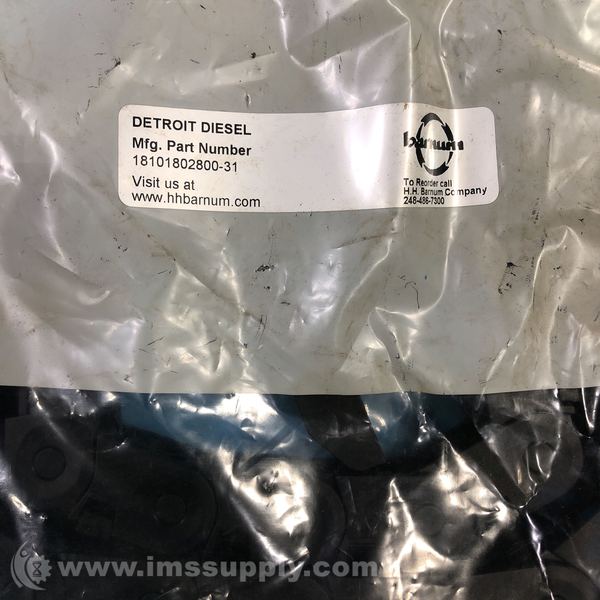 DETROIT DIESEL
Mfg. Part Number
18101802800-31
Visit us at
www.hhbarnum.com
barnum
To Reorder call
H.H. Barnum Company
248-486-7300
www.imssupply.com